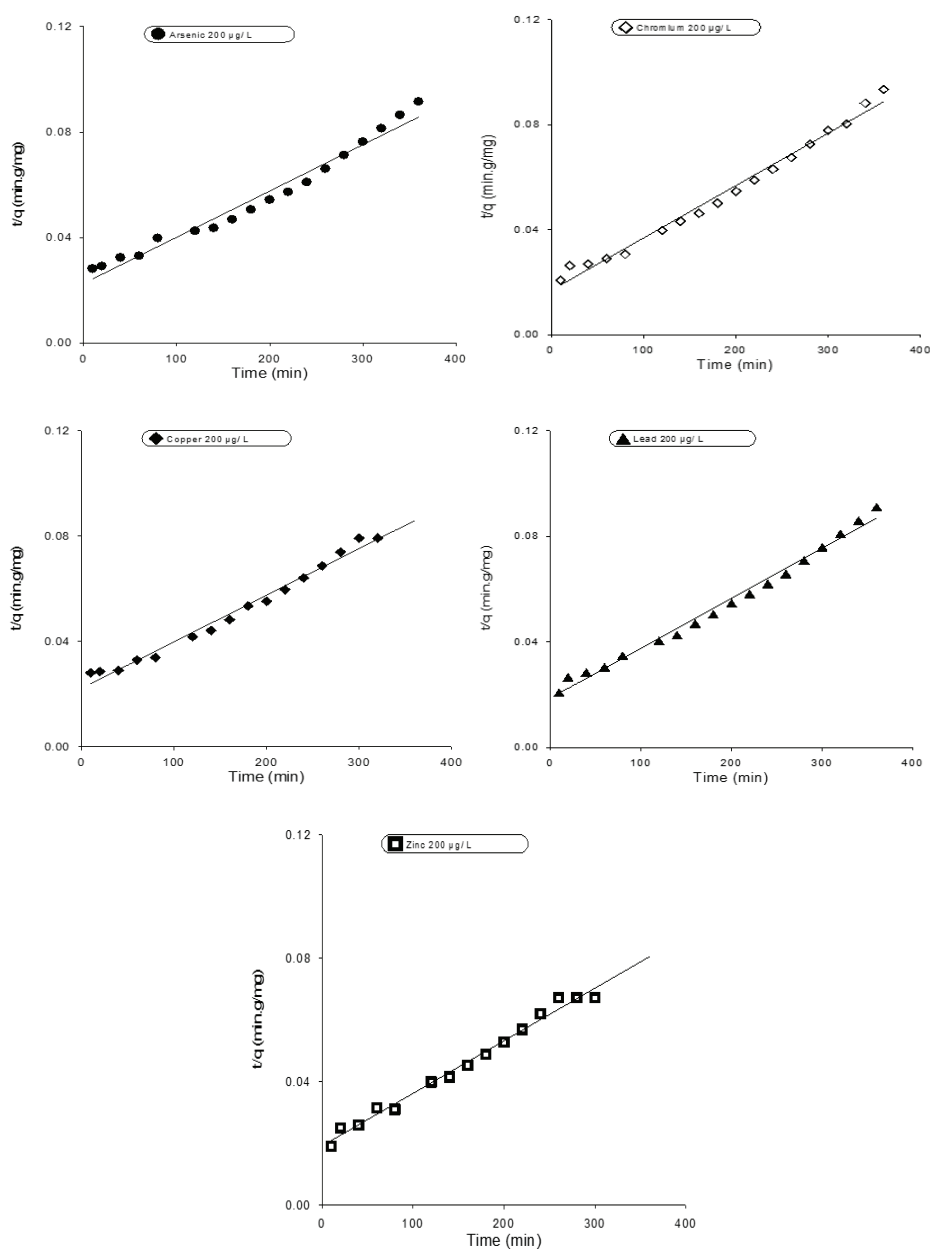 0.12
Arsenic 200 µg/ L
0.08
t/q (min.g/mg)
0.04
0.00
0 100 200 300 400
Time (min)
0.12
Chromium 200 µg/ L
0.08
t/q (min.g/mg)
0.04
0.00
0 100 200 300 400
Time (min)
0.12
Copper 200 µg/ L
0.08
t/q (min.g/mg)
0.04
0.00
0 100 200 300 400
Time (min)
0.12
Lead 200 µg/ L
0.08
t/q (min.g/mg)
0.04
0.00
0 100 200 300 400
Time (min)
0.12
Zinc 200 µg/ L
0.08
t/q (min.g/mg)
0.04
0.00
0 100 200 300 400
Time (min)